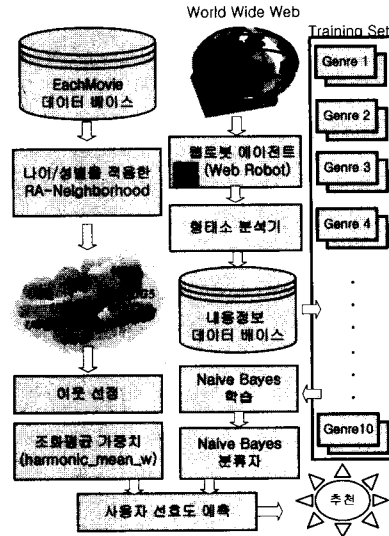 World Wide Web
Training Set
EachMovie
데이터 베이스
나이/성별을 적용한
RA-Neighborhood
이웃 선정
조화평균 가중치
(harmonic_mean_w)
웹로봇 에이전트
(Web Robot)
형태소 분석기
내용정보
데이터 베이스
Naive Bayes
학습
Naive Bayes
분류자
사용자 선호도 예측
Genre 1
Genre 2
Genre 3
Genre 4
Genre10
추천